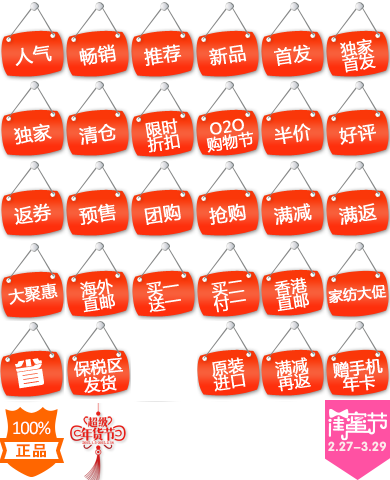 人气
畅销
推荐
新品
首发
独家
首发
独家
清仓
限时
折扣
O2O
购物节
半价
好评
返券
预售
团购
抢购
满减
满返
大聚惠
海外
直邮
买一
送一
买二
付一
香港
直邮
家纺大促
省
保税区
发货
原装
进口
满减
再返
赠手机
年卡
100%
正品
超级
年货节
闺蜜节
2.27-3.29